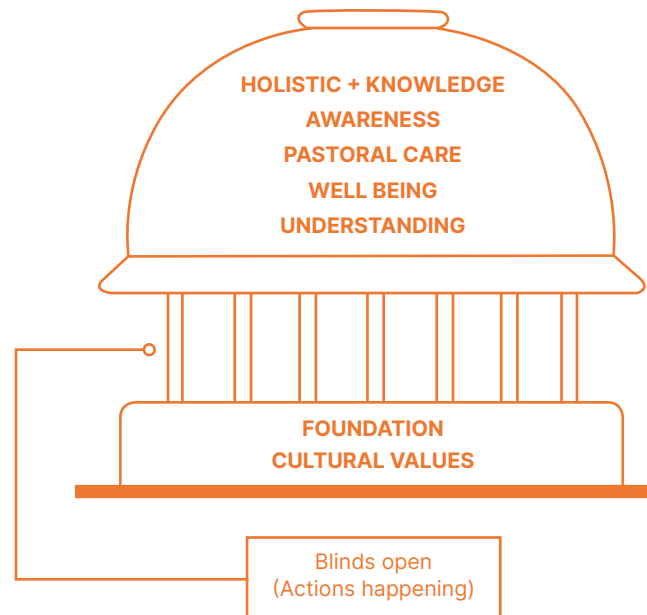 HOLISTIC + KNOWLEDGE
AWARENESS
PASTORAL CARE
WELL BEING
UNDERSTANDING
FOUNDATION
CULTURAL VALUES
Blinds open
(Actions happening)